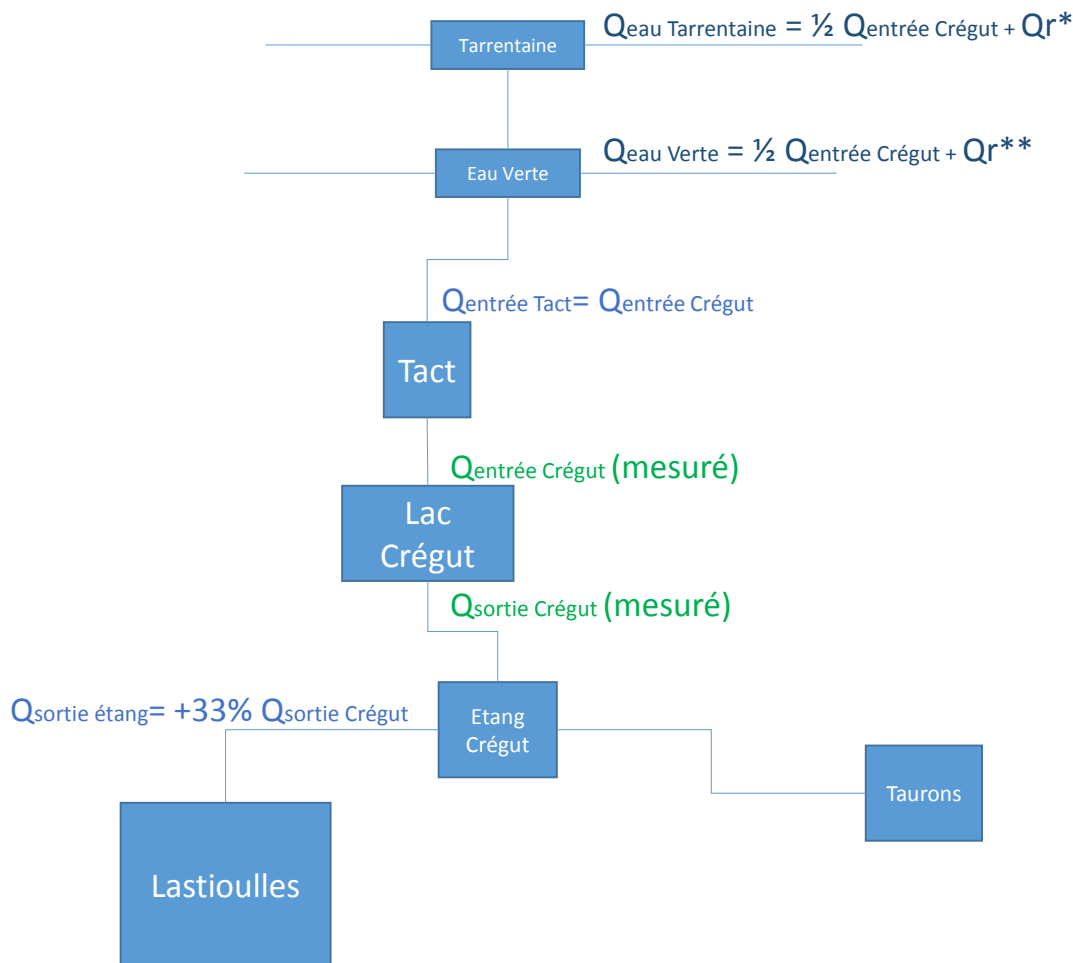 Qeau Tarrentaine = ½ Qentrée Crégut + Qr*
Tarrentaine
Qeau Verte = ½ Qentrée Crégut + Qr**
Eau Verte
Qentrée Tact= Qentrée Crégut
Tact
Qentrée Crégut (mesuré)
Lac
Crégut
Qsortie Crégut (mesuré)
Qsortie étang= +33% Qsortie Crégut
Etang
Crégut
Taurons
Lastioulles